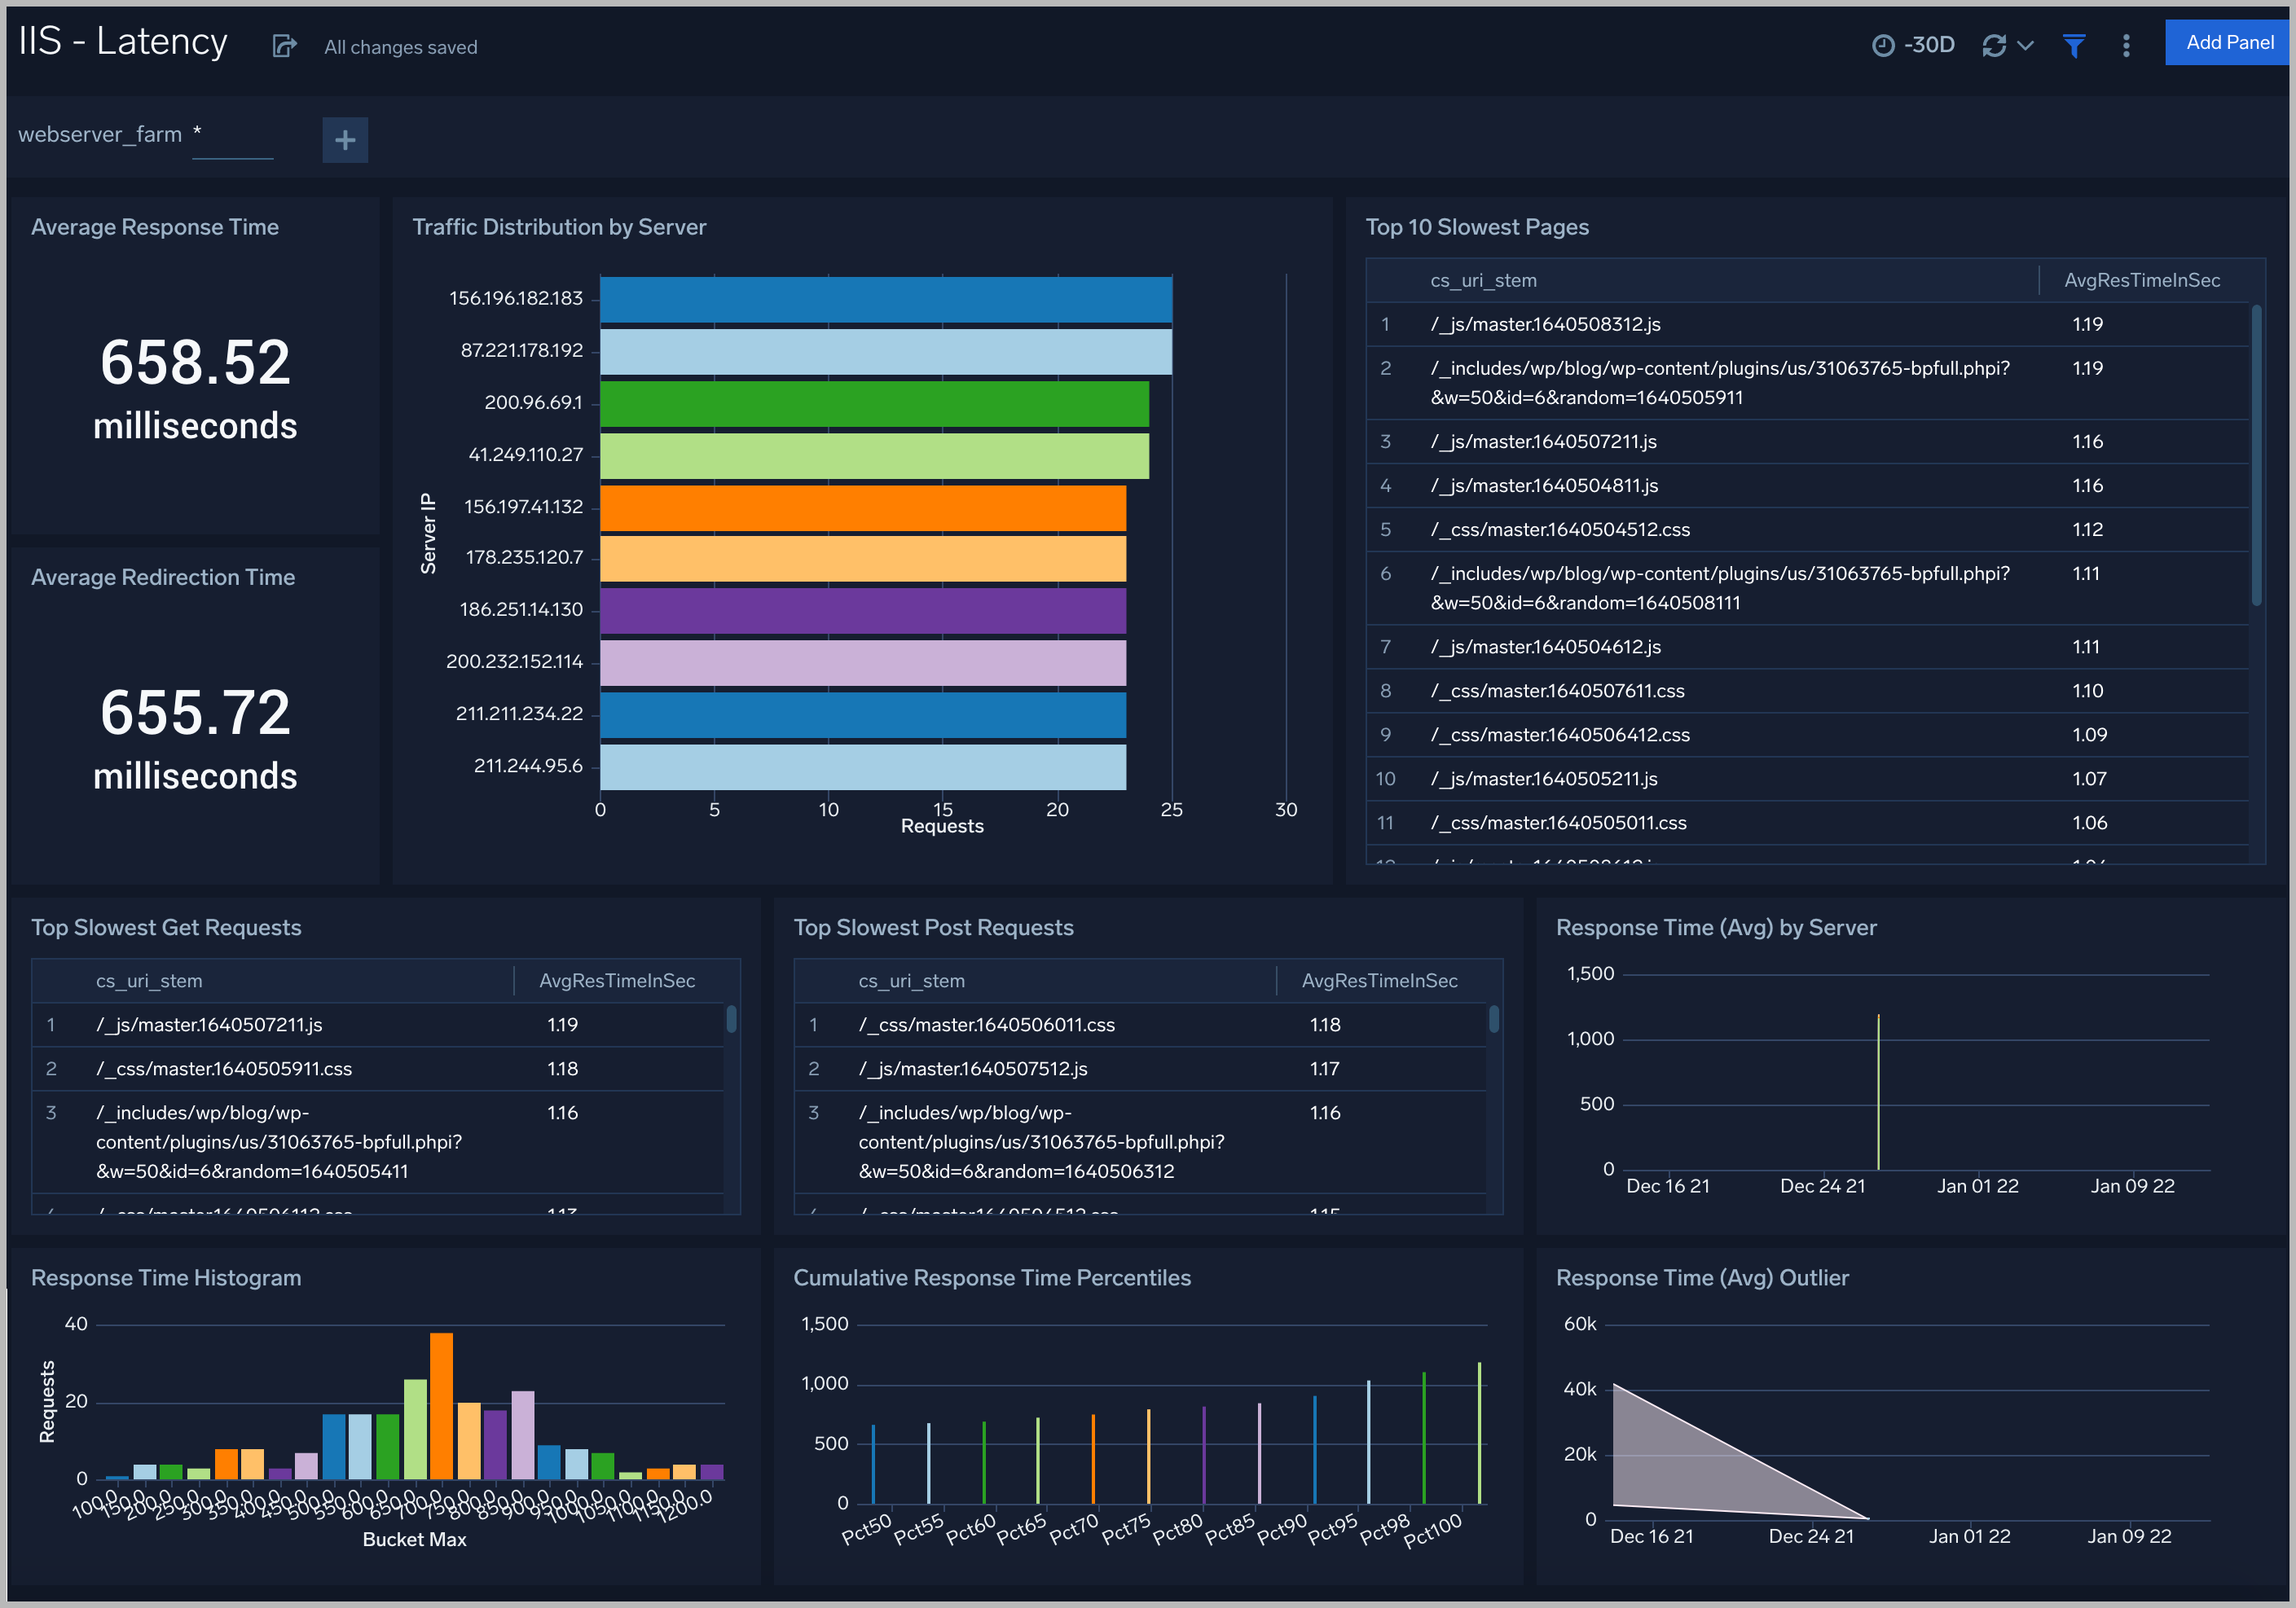 IIS - Latency
All changes saved
-30D
Add Panel
webserver_farm *
Average Response Time
658.52
milliseconds
Average Redirection Time
655.72
milliseconds
Traffic Distribution by Server
Server IP
156.196.182.183
87.221.178.192
200.96.69.1
41.249.110.27
156.197.41.132
178.235.120.7
186.251.14.130
200.232.152.114
211.211.234.22
211.244.95.6
0 5 10 15 20 25 30
Requests
Top 10 Slowest Pages
cs_uri_stem AvgResTimeInSec
1 /_js/master.1640508312.js 1.19
2 /_includes/wp/blog/wp-content/plugins/us/31063765-bpfull.phpi? 1.19
&w=50&id=6&random=1640505911
3 /_js/master.1640507211.js 1.16
4 /_js/master.1640504811.js 1.16
5 /_css/master.1640504512.css 1.12
6 /_includes/wp/blog/wp-content/plugins/us/31063765-bpfull.phpi? 1.11
&w=50&id=6&random=1640508111
7 /_js/master.1640504612.js 1.11
8 /_css/master.1640507611.css 1.10
9 /_css/master.1640506412.css 1.09
10 /_js/master.1640505211.js 1.07
11 /_css/master.1640505011.css 1.06
Top Slowest Get Requests
cs_uri_stem AvgResTimeInSec
1 /_js/master.1640507211.js 1.19
2 /_css/master.1640505911.css 1.18
3 /_includes/wp/blog/wp- 1.16
content/plugins/us/31063765-bpfull.phpi?
&w=50&id=6&random=1640505411
Top Slowest Post Requests
cs_uri_stem AvgResTimeInSec
1 /_css/master.1640506011.css 1.18
2 /_js/master.1640507512.js 1.17
3 /_includes/wp/blog/wp- 1.16
content/plugins/us/31063765-bpfull.phpi?
&w=50&id=6&random=1640506312
Response Time (Avg) by Server
1,500
1,000
500
0
Dec 16 21 Dec 24 21 Jan 01 22 Jan 09 22
Response Time Histogram
Requests
40
20
0
100.0 150.0 200.0 250.0 300.0 350.0 400.0 450.0 500.0 550.0 600.0 650.0 700.0 750.0 800.0 850.0 900.0 950.0 1000.0 1050.0 1100.0 1150.0 1200.0
Bucket Max
Cumulative Response Time Percentiles
1,500
1,000
500
0
Pct50 Pct55 Pct60 Pct65 Pct70 Pct75 Pct80 Pct85 Pct90 Pct95 Pct98 Pct100
Response Time (Avg) Outlier
60k
40k
20k
0
Dec 16 21 Dec 24 21 Jan 01 22 Jan 09 22